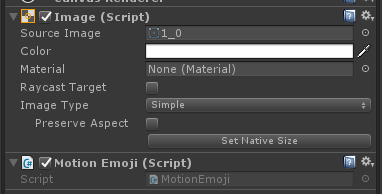 Canvas Renderer
Image (Script)
Source Image 1_0
Color
Material None (Material)
Raycast Target
Image Type Simple
Preserve Aspect
Set Native Size
Motion Emoji (Script)
Script MotionEmoji